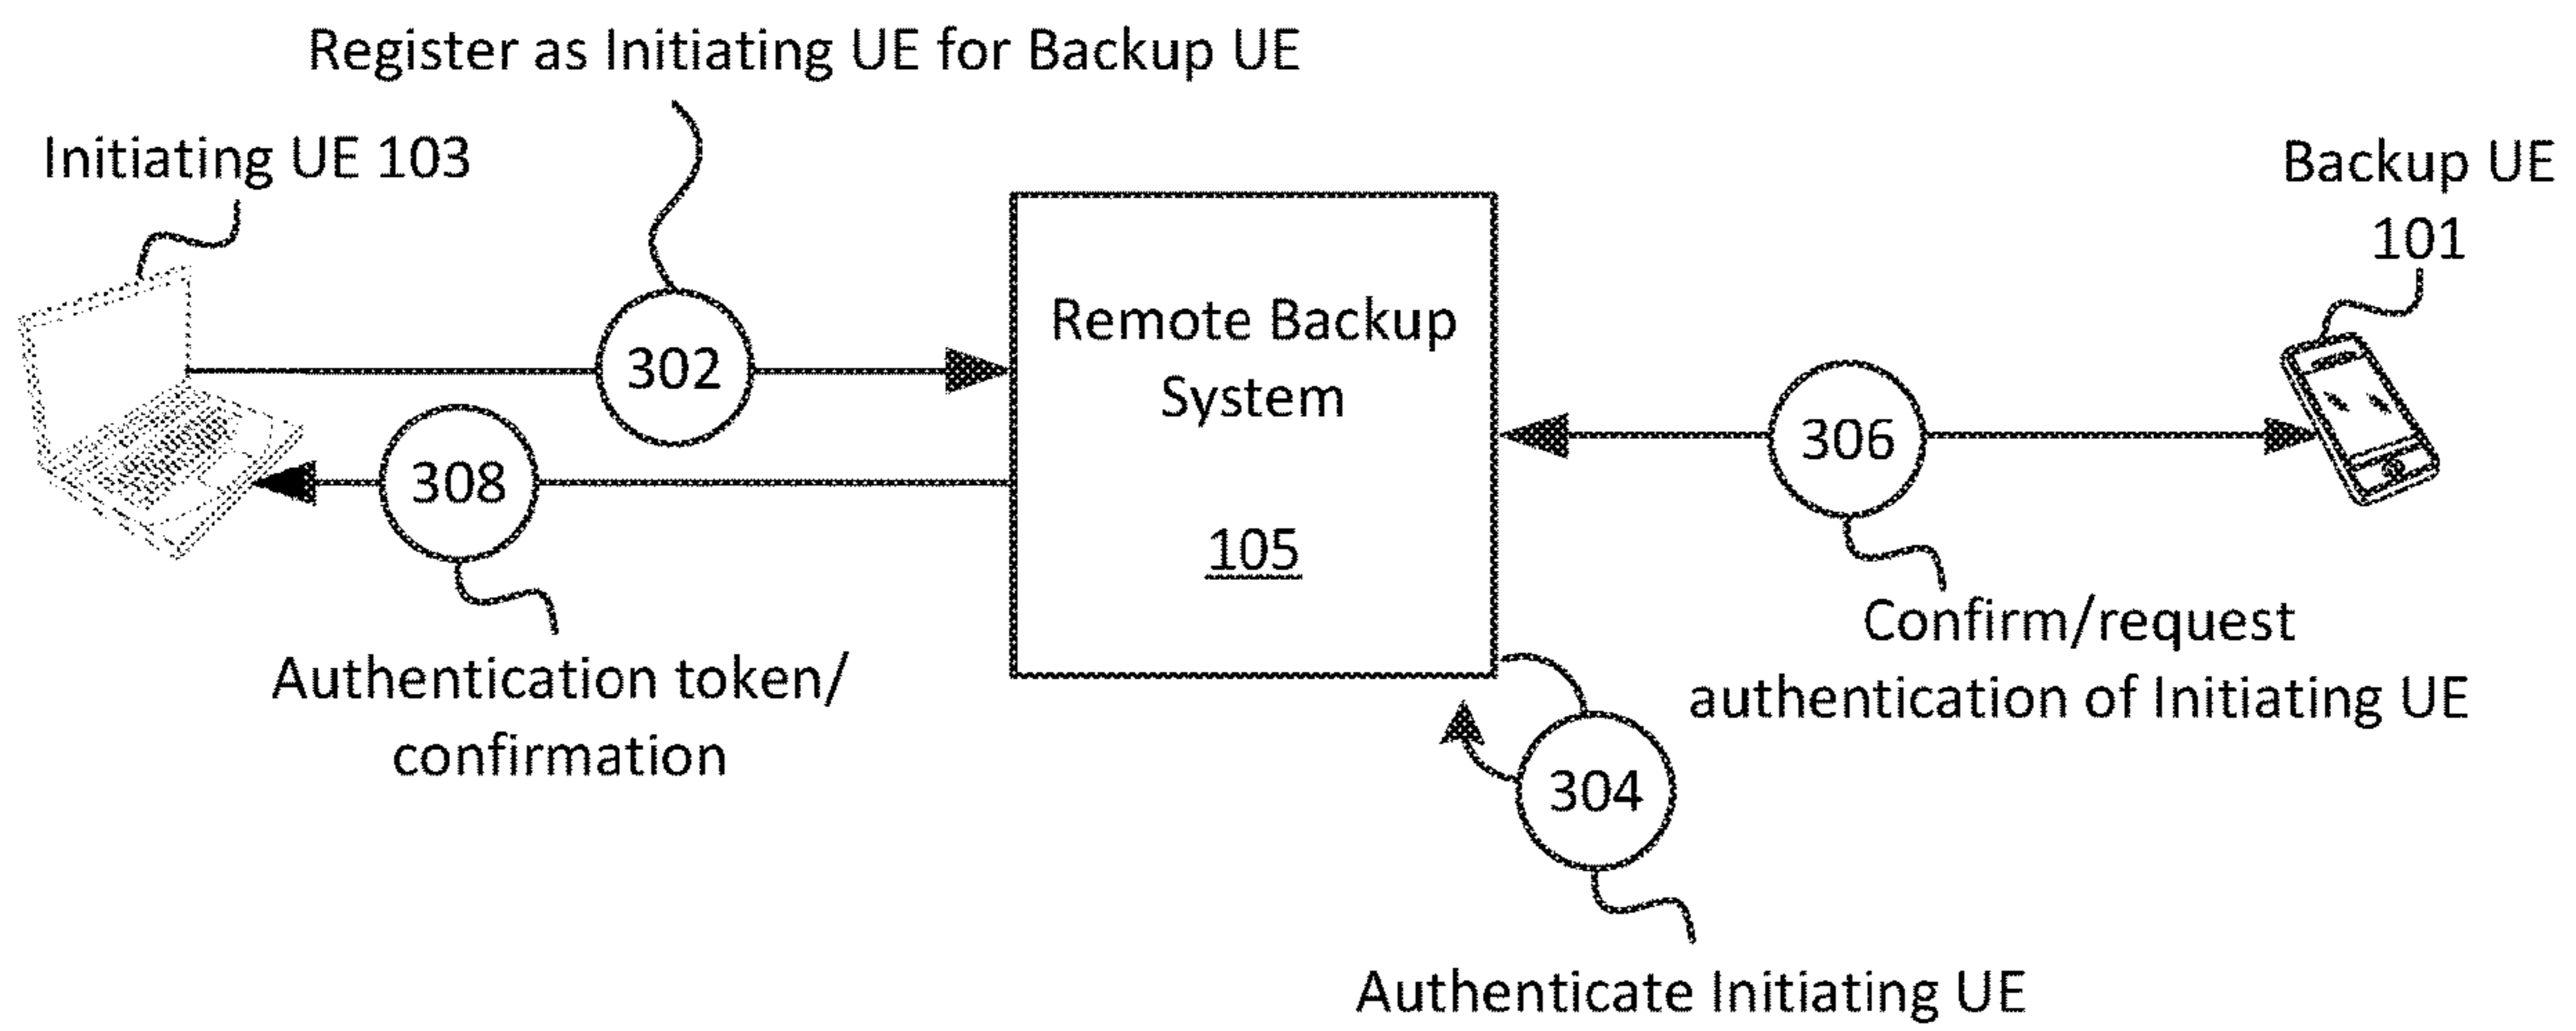 Register as Initiating UE for Backup UE
Initiating UE 103
Backup UE
101
Remote Backup
System
105
302
308
306
304
Authentication token/
confirmation
Confirm/request
authentication of Initiating UE
Authenticate Initiating UE